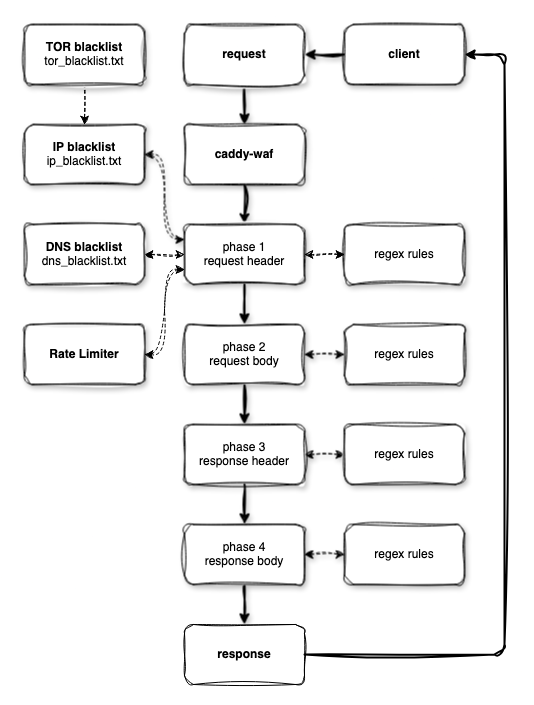 TOR blacklist
tor_blacklist.txt
request
client
IP blacklist
ip_blacklist.txt
caddy-waf
DNS blacklist
dns_blacklist.txt
phase 1
request header
regex rules
Rate Limiter
phase 2
request body
regex rules
phase 3
response header
regex rules
phase 4
response body
regex rules
response